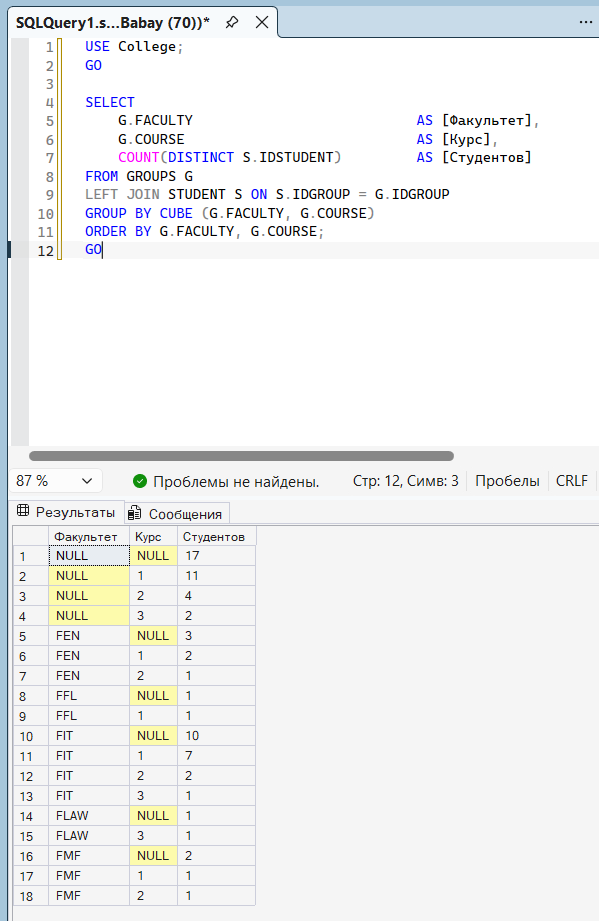 SQLQuery1.s...Babay (70))*
1 USE College;
2 GO
3
4 SELECT
5 G.FACULTY AS [Факультет],
6 G.COURSE AS [Курс],
7 COUNT(DISTINCT S.IDSTUDENT) AS [Студентов]
8 FROM GROUPS G
9 LEFT JOIN STUDENT S ON S.IDGROUP = G.IDGROUP
10 GROUP BY CUBE (G.FACULTY, G.COURSE)
11 ORDER BY G.FACULTY, G.COURSE;
12 GO
87 % Проблемы не найдены. Стр: 12, Симв: 3 Пробелы CRLF
Результаты Сообщения
Факультет Курс Студентов
1 NULL NULL 17
2 NULL 1 11
3 NULL 2 4
4 NULL 3 2
5 FEN NULL 3
6 FEN 1 2
7 FEN 2 1
8 FFL NULL 1
9 FFL 1 1
10 FIT NULL 10
11 FIT 1 7
12 FIT 2 2
13 FIT 3 1
14 FLAW NULL 1
15 FLAW 3 1
16 FMF NULL 2
17 FMF 1 1
18 FMF 2 1